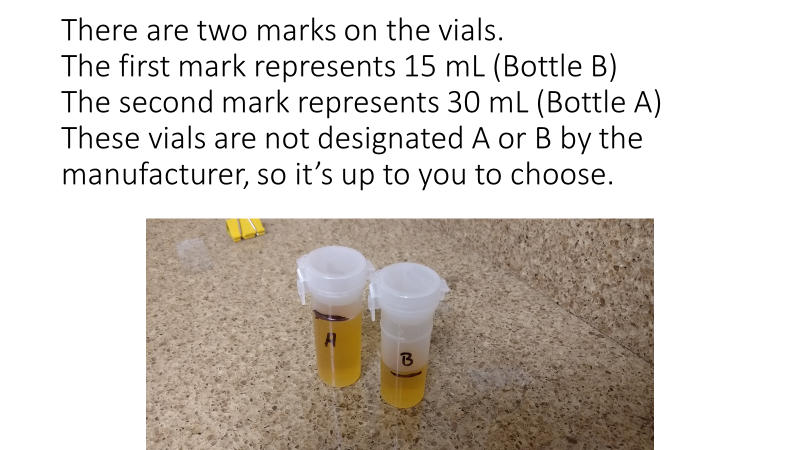 There are two marks on the vials.
The first mark represents 15 mL (Bottle B)
The second mark represents 30 mL (Bottle A)
These vials are not designated A or B by the
manufacturer, so it’s up to you to choose.
A
B